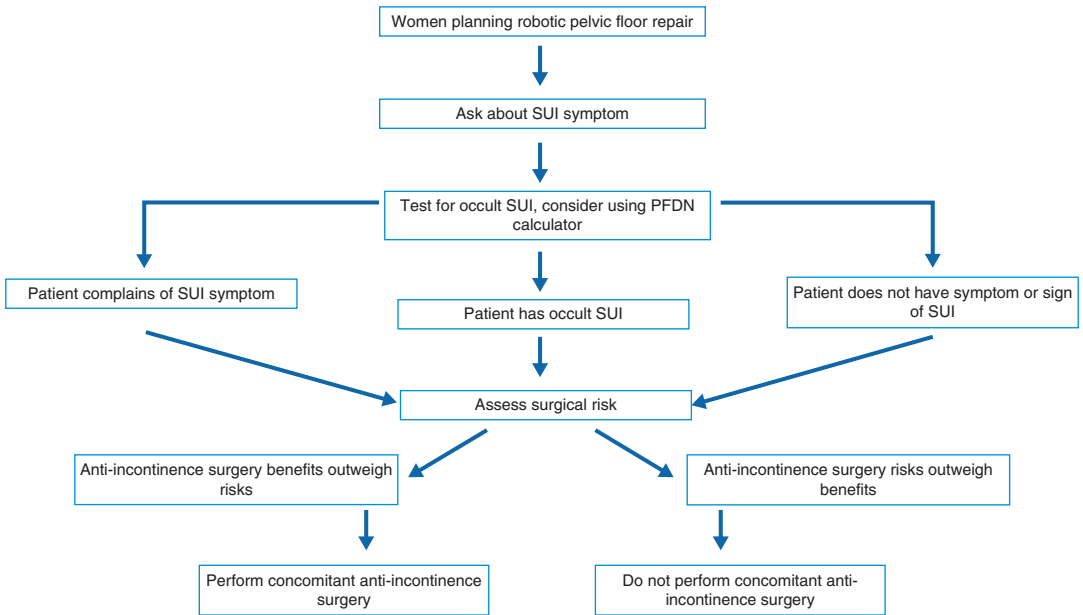 Women planning robotic pelvic floor repair
Ask about SUI symptom
Test for occult SUI, consider using PFDN
calculator
Patient complains of SUI symptom
Patient has occult SUI
Patient does not have symptom or sign
of SUI
Assess surgical risk
Anti-incontinence surgery benefits outweigh
risks
Anti-incontinence surgery risks outweigh
benefits
Perform concomitant anti-incontinence
surgery
Do not perform concomitant anti-
incontinence surgery